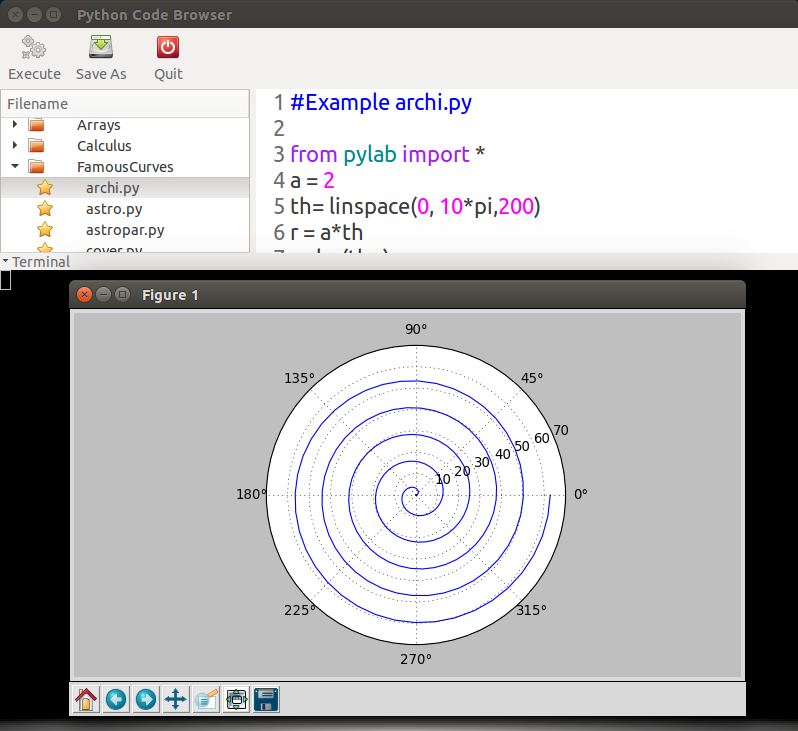 Python Code Browser
Execute Save As Quit
Filename
Arrays
Calculus
FamousCurves
archi.py
astro.py
astropar.py
cover.py
1 #Example archi.py
2
3 from pylab import *
4 a = 2
5 th= linspace(0, 10*pi,200)
6 r = a*th
Terminal
Figure 1
90°
135° 45°
70
60
50
40
30
20
10
180° 0°
225° 315°
270°